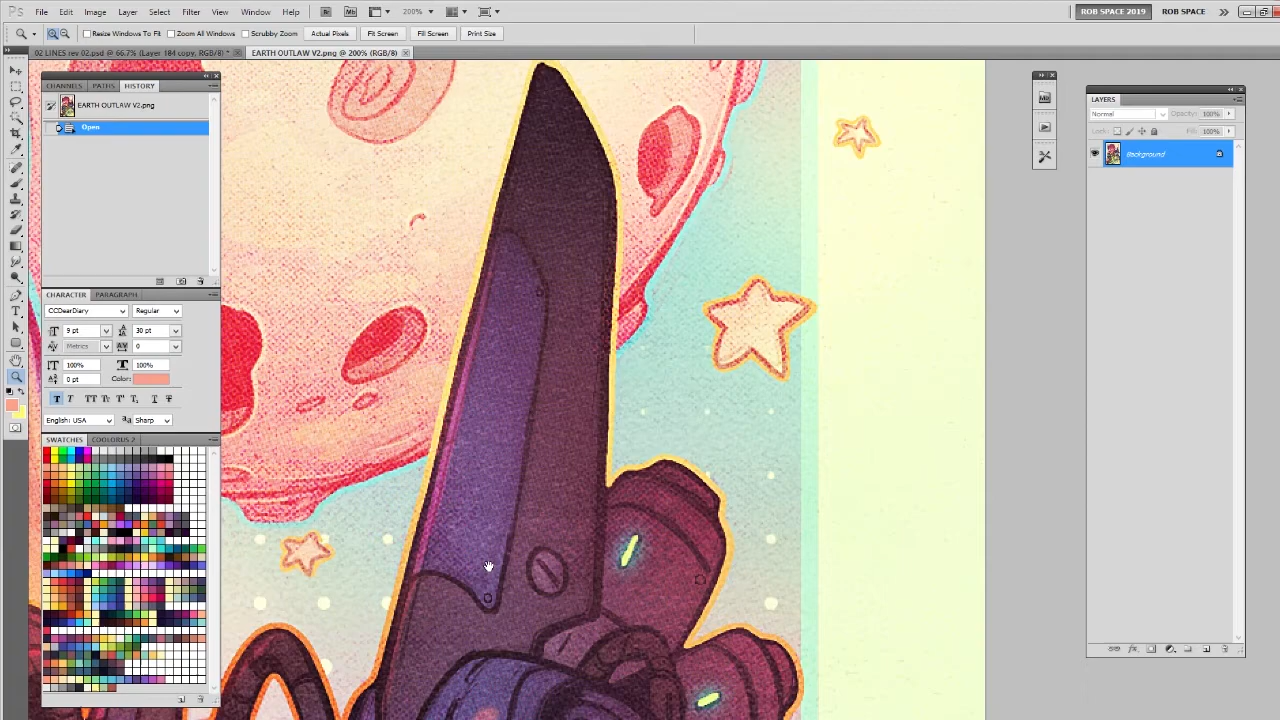 Ps File Edit Image Layer Select Filter View Window Help Br Mb 200% ROB SPACE 2019 ROB SPACE
Resize Windows To Fit Zoom All Windows Scrubby Zoom Actual Pixels Fit Screen Fill Screen Print Size
02 LINES rev 02.psd @ 66.7% (Layer 184 copy, RGB/8) * EARTH OUTLAW V2.png @ 200% (RGB/8)
CHANNELS PATHS HISTORY
EARTH OUTLAW V2.png
Open
LAYERS
Normal Opacity: 100%
Lock: Fill: 100%
Background
CHARACTER PARAGRAPH
CCDearDiary Regular
9 pt 30 pt
Metrics 0
100% 100%
0 pt Color:
English: USA Sharp
SWATCHES COOLORUS 2